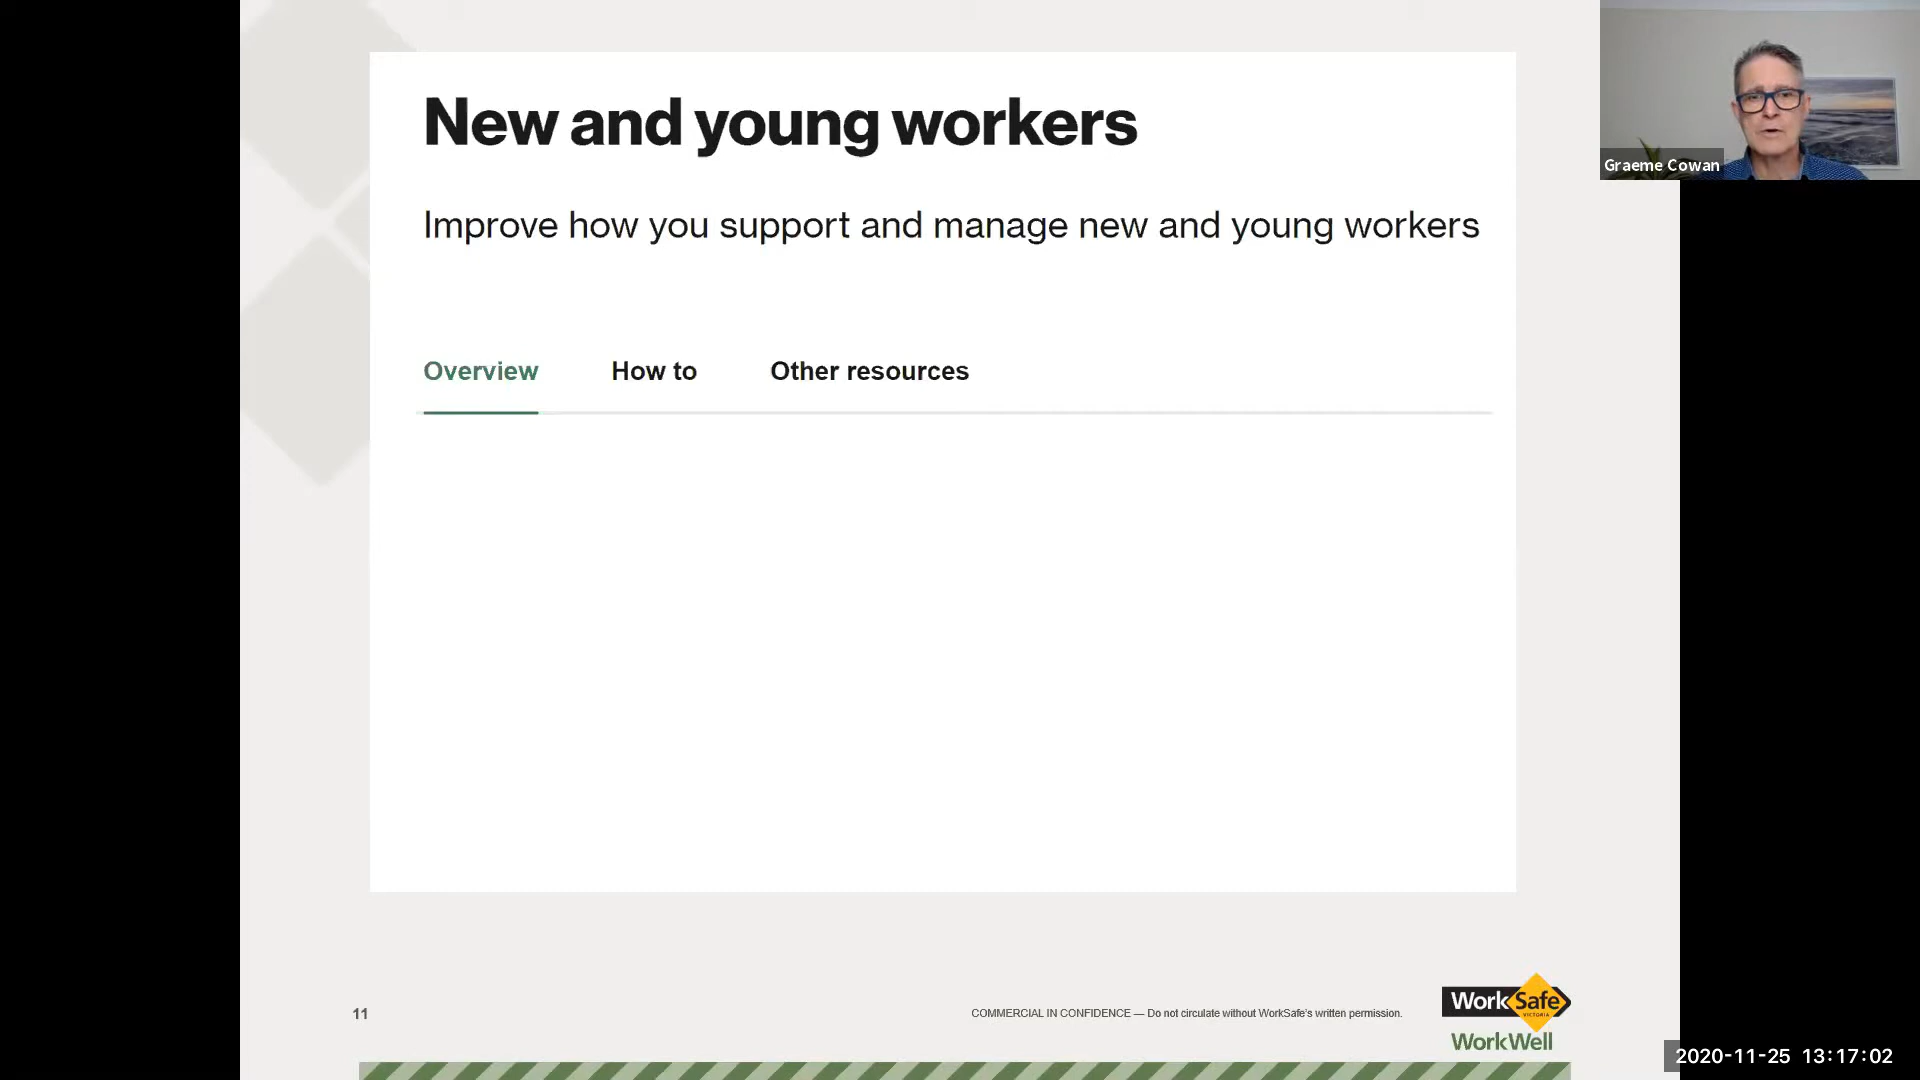 New and young workers
Improve how you support and manage new and young workers
Overview How to Other resources
Graeme Cowan
11
COMMERCIAL IN CONFIDENCE — Do not circulate without WorkSafe's written permission.
WorkSafe
VICTORIA
WorkWell
2020-11-25 13:17:02